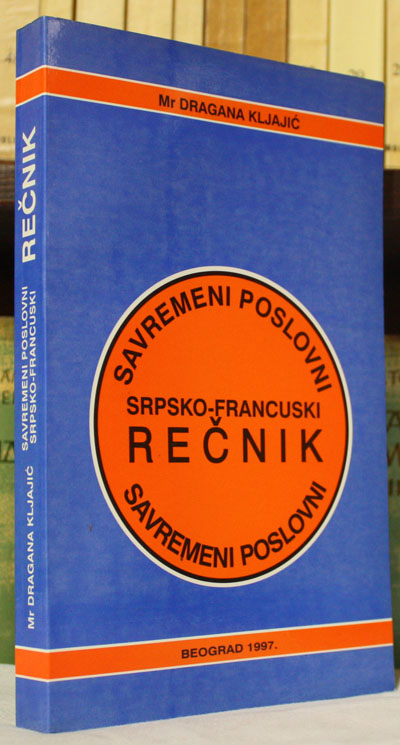 Mr DRAGANA KLJAJIĆ
SAVREMENI POSLOVNI
SRPSKO-FRANCUSKI
REČNIK
SAVREMENI POSLOVNI
BEOGRAD 1997.
Mr DRAGANA KLJAJIĆ
SAVREMENI POSLOVNI
SRPSKO-FRANCUSKI
REČNIK